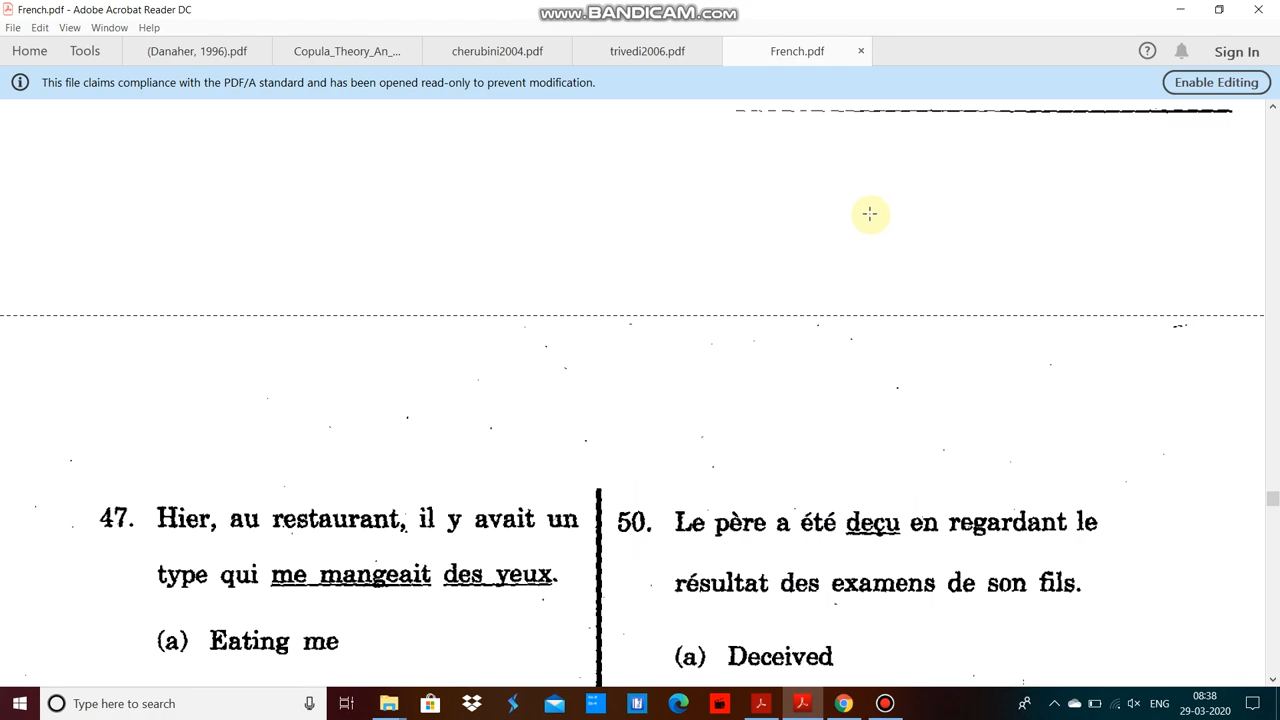 French.pdf - Adobe Acrobat Reader DC
www.BANDICAM.com
File Edit View Window Help
Home Tools (Danaher, 1996).pdf Copula_Theory_An_... cherubini2004.pdf trivedi2006.pdf French.pdf × Sign In
This file claims compliance with the PDF/A standard and has been opened read-only to prevent modification. Enable Editing
47. Hier, au restaurant, il y avait un
type qui me mangeait des yeux.
(a) Eating me
50. Le père a été deçu en regardant le
résultat des examens de son fils.
(a) Deceived
Type here to search
ENG
08:38
29-03-2020